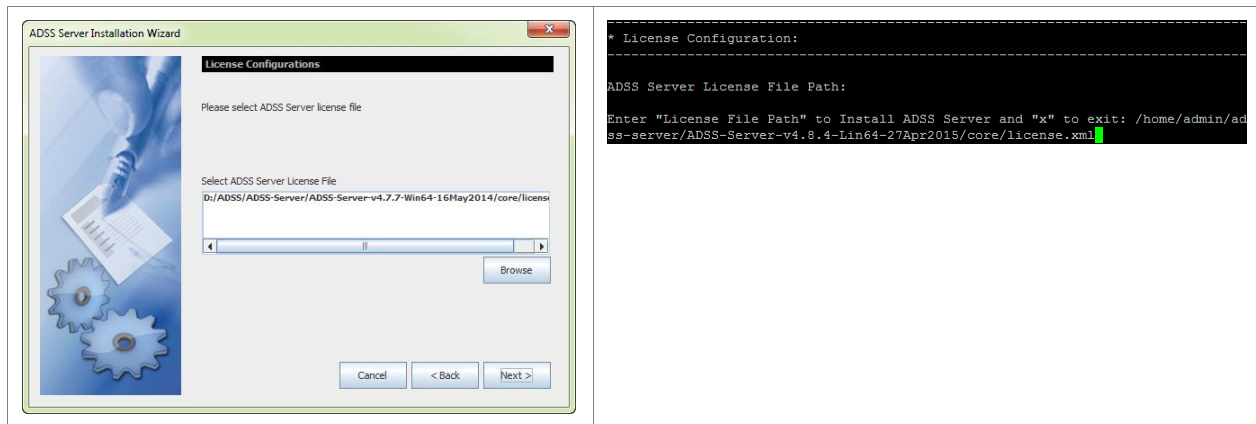 ADSS Server Installation Wizard
License Configurations
Please select ADSS Server license file
Select ADSS Server License File
D:/ADSS/ADSS-Server/ADSS-Server-v4.7.7-Win64-16May2014/core/licens
Browse
Cancel
< Back
Next >
* License Configuration:
ADSS Server License File Path:
Enter "License File Path" to Install ADSS Server and "x" to exit: /home/admin/ad
ss-server/ADSS-Server-v4.8.4-Lin64-27Apr2015/core/license.xml